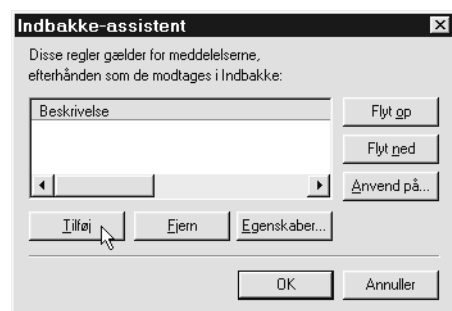 Indbakke-assistent
Disse regler gælder for meddelelserne,
efterhånden som de modtages i Indbakke:
Beskrivelse
Flyt op
Flyt ned
Anvend på...
Tilføj
Fjern
Egenskaber...
OK
Annuller